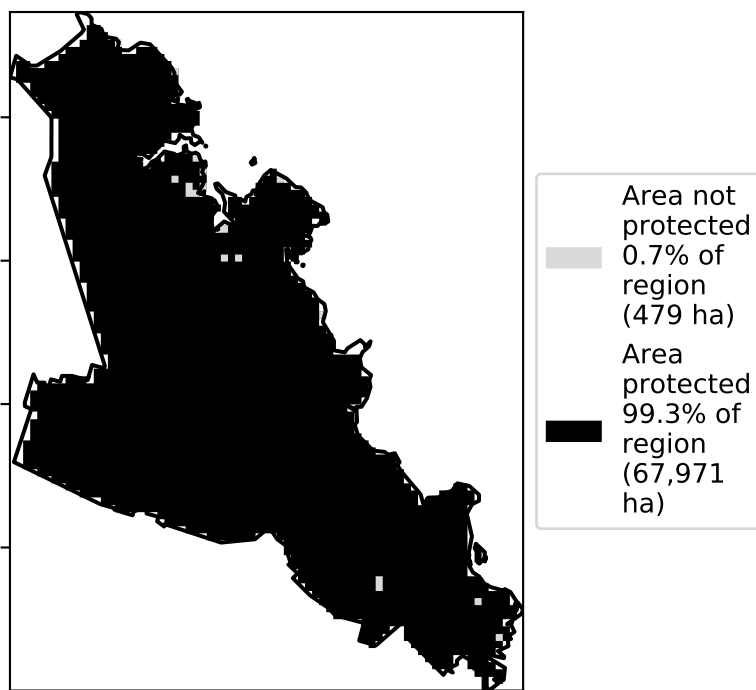 Area not
protected
0.7% of
region
(479 ha)
Area
protected
99.3% of
region
(67,971
ha)